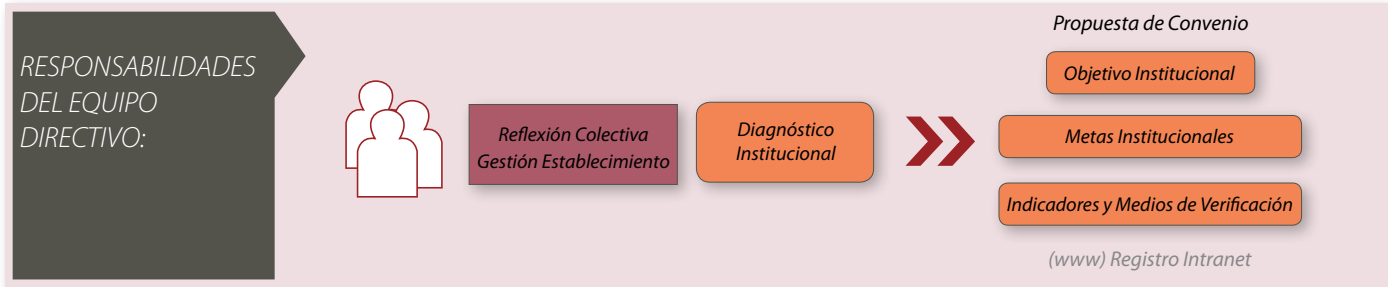 RESPONSABILIDADES
DEL EQUIPO
DIRECTIVO:
Reflexión Colectiva
Gestión Establecimiento
Diagnóstico
Institucional
Propuesta de Convenio
Objetivo Institucional
Metas Institucionales
Indicadores y Medios de Verificación
(www) Registro Intranet